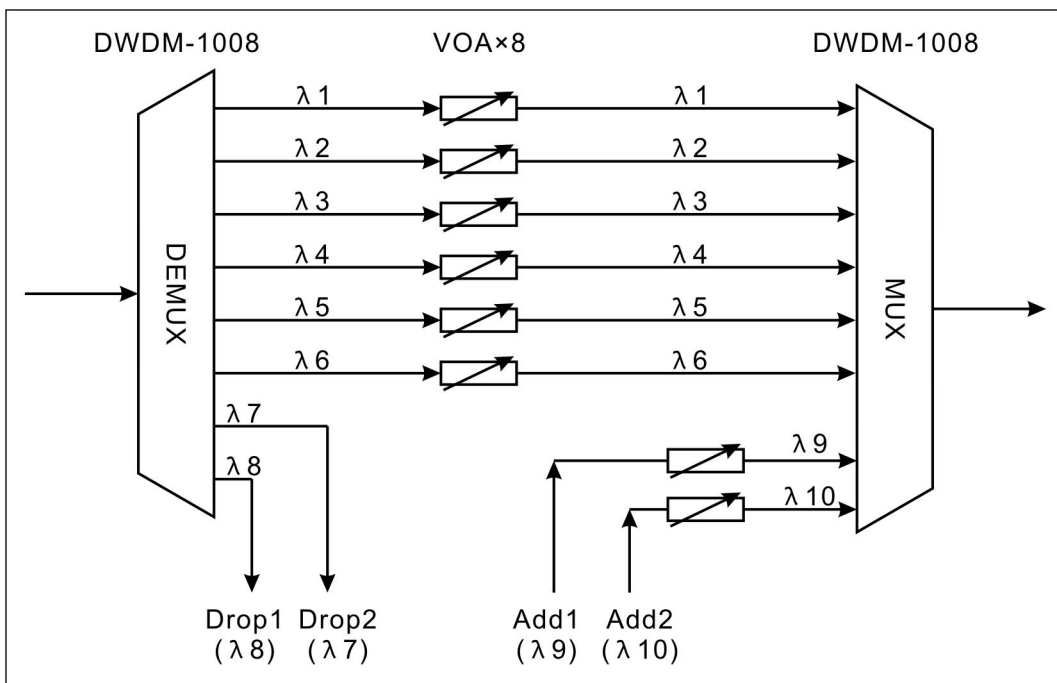 DWDM-1008 VOA×8 DWDM-1008
λ1 λ1
λ2 λ2
λ3 λ3
λ4 λ4
λ5 λ5
λ6 λ6
DEMUX
MUX
λ7
λ8
λ9
λ10
Drop1 Drop2 Add1 Add2
(λ8) (λ7) (λ9) (λ10)